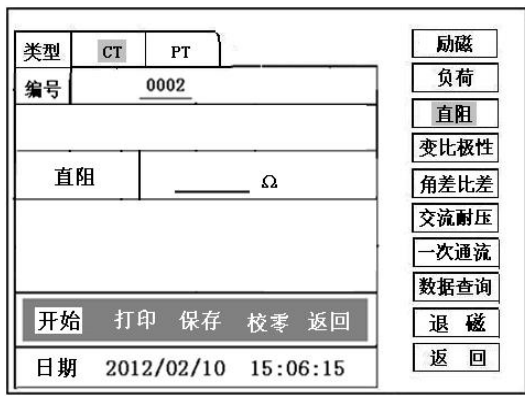 类型 CT PT
编号 0002
直阻 Ω
开始 打印 保存 校零 返回
日期 2012/02/10 15:06:15
励磁
负荷
直阻
变比极性
角差比差
交流耐压
一次通流
数据查询
退 磁
返 回